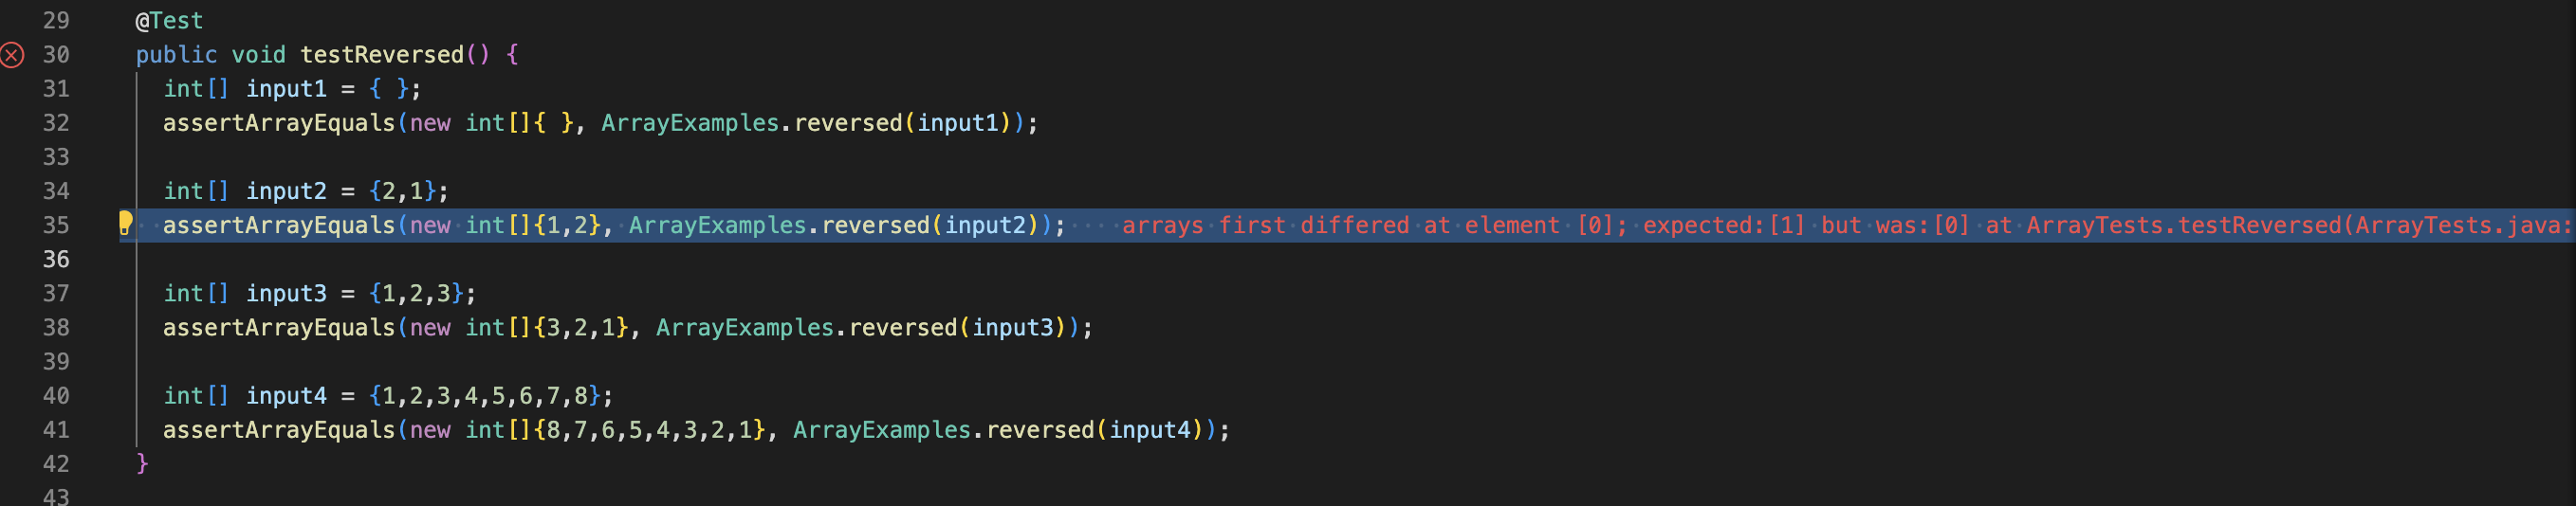 29 @Test
30 public void testReversed() {
31 int[] input1 = { };
32 assertArrayEquals(new int[]{ }, ArrayExamples.reversed(input1));
33
34 int[] input2 = {2,1};
35 assertArrayEquals(new int[]{1,2}, ArrayExamples.reversed(input2)); arrays first differed at element [0]; expected:[1] but was:[0] at ArrayTests.testReversed(ArrayTests.java:
36
37 int[] input3 = {1,2,3};
38 assertArrayEquals(new int[]{3,2,1}, ArrayExamples.reversed(input3));
39
40 int[] input4 = {1,2,3,4,5,6,7,8};
41 assertArrayEquals(new int[]{8,7,6,5,4,3,2,1}, ArrayExamples.reversed(input4));
42 }
43